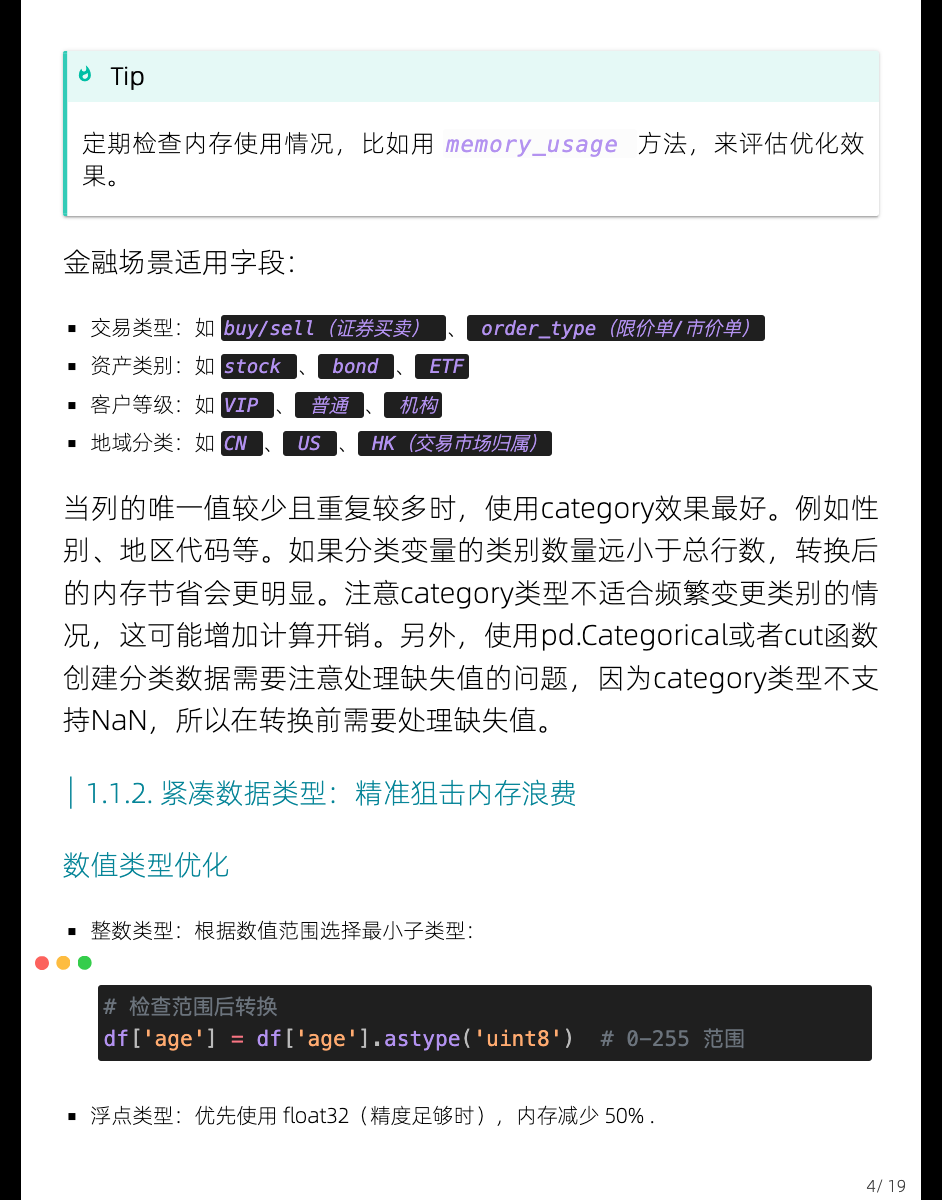 Tip
定期检查内存使用情况，比如用 memory_usage 方法，来评估优化效
果。
金融场景适用字段：
▪ 交易类型：如 buy/sell（证券买卖） 、 order_type（限价单/市价单）
▪ 资产类别：如 stock 、 bond 、 ETF
▪ 客户等级：如 VIP 、 普通 、 机构
▪ 地域分类：如 CN 、 US 、 HK（交易市场归属）
当列的唯一值较少且重复较多时，使用category效果最好。例如性
别、地区代码等。如果分类变量的类别数量远小于总行数，转换后
的内存节省会更明显。注意category类型不适合频繁变更类别的情
况，这可能增加计算开销。另外，使用pd.Categorical或者cut函数
创建分类数据需要注意处理缺失值的问题，因为category类型不支
持NaN，所以在转换前需要处理缺失值。
1.1.2. 紧凑数据类型：精准狙击内存浪费
数值类型优化
▪ 整数类型：根据数值范围选择最小子类型：
# 检查范围后转换
df['age'] = df['age'].astype('uint8')  # 0-255 范围
▪ 浮点类型：优先使用 float32（精度足够时），内存减少 50% .
4/ 19